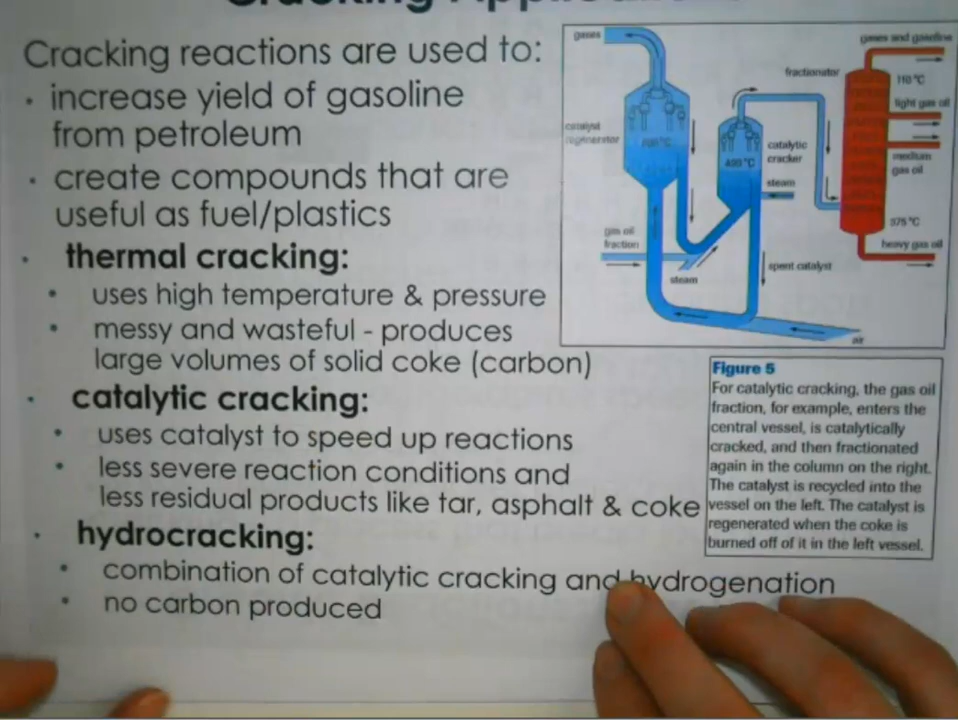 Cracking reactions are used to:
• increase yield of gasoline
from petroleum
• create compounds that are
useful as fuel/plastics
• thermal cracking:
• uses high temperature & pressure
• messy and wasteful - produces
large volumes of solid coke (carbon)
• catalytic cracking:
• uses catalyst to speed up reactions
• less severe reaction conditions and
less residual products like tar, asphalt & coke
• hydrocracking:
• combination of catalytic cracking and hydrogenation
• no carbon produced
gases
gases and gasoline
fractionator
110 °C
light gas oil
catalyst
regenerator
catalytic
cracker
medium
gas oil
steam
gas oil
fraction
375 °C
heavy gas oil
spent catalyst
steam
air
Figure 5
For catalytic cracking, the gas oil
fraction, for example, enters the
central vessel, is catalytically
cracked, and then fractionated
again in the column on the right.
The catalyst is recycled into the
vessel on the left. The catalyst is
regenerated when the coke is
burned off of it in the left vessel.